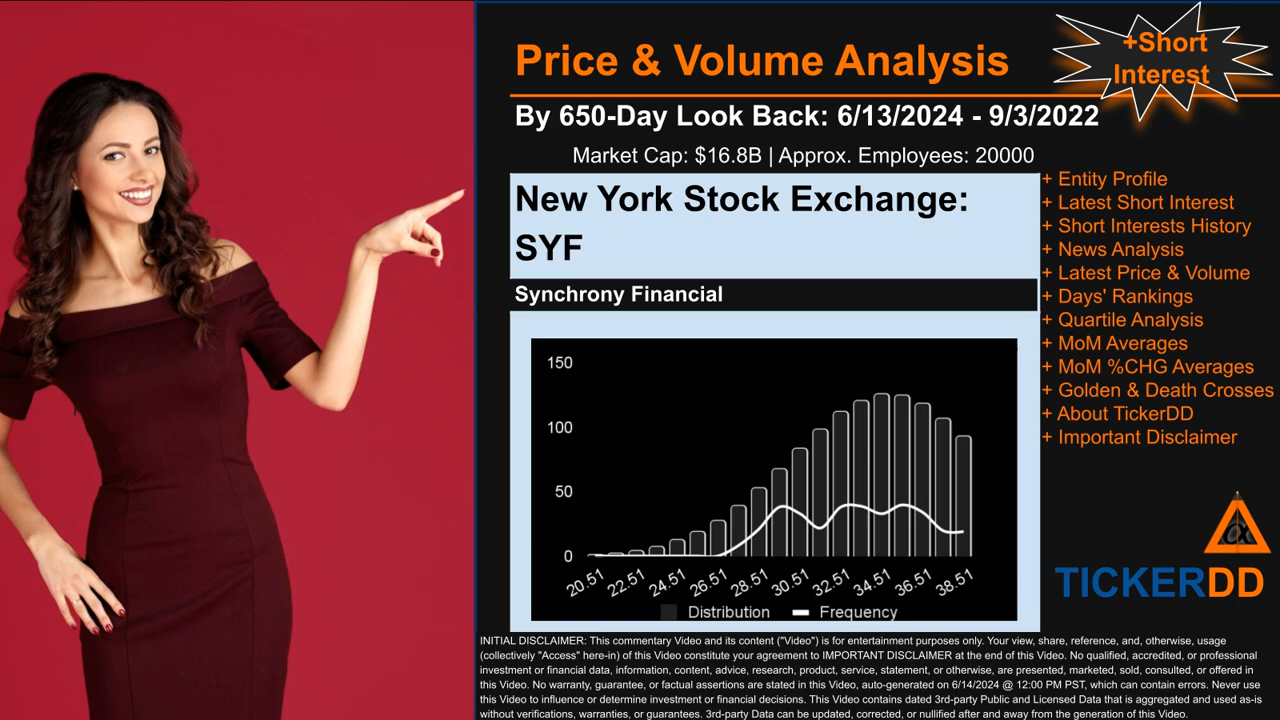 Price & Volume Analysis
+Short
Interest
By 650-Day Look Back: 6/13/2024 - 9/3/2022
Market Cap: $16.8B | Approx. Employees: 20000
New York Stock Exchange:
SYF
Synchrony Financial
150
100
50
0
20.51 22.51 24.51 26.51 28.51 30.51 32.51 34.51 36.51 38.51
Distribution Frequency
+ Entity Profile
+ Latest Short Interest
+ Short Interests History
+ News Analysis
+ Latest Price & Volume
+ Days' Rankings
+ Quartile Analysis
+ MoM Averages
+ MoM %CHG Averages
+ Golden & Death Crosses
+ About TickerDD
+ Important Disclaimer
TICKERDD
INITIAL DISCLAIMER: This commentary Video and its content ("Video") is for entertainment purposes only. Your view, share, reference, and, otherwise, usage
(collectively "Access" here-in) of this Video constitute your agreement to IMPORTANT DISCLAIMER at the end of this Video. No qualified, accredited, or professional
investment or financial data, information, content, advice, research, product, service, statement, or otherwise, are presented, marketed, sold, consulted, or offered in
this Video. No warranty, guarantee, or factual assertions are stated in this Video, auto-generated on 6/14/2024 @ 12:00 PM PST, which can contain errors. Never use
this Video to influence or determine investment or financial decisions. This Video contains dated 3rd-party Public and Licensed Data that is aggregated and used as-is
without verifications, warranties, or guarantees. 3rd-party Data can be updated, corrected, or nullified after and away from the generation of this Video.